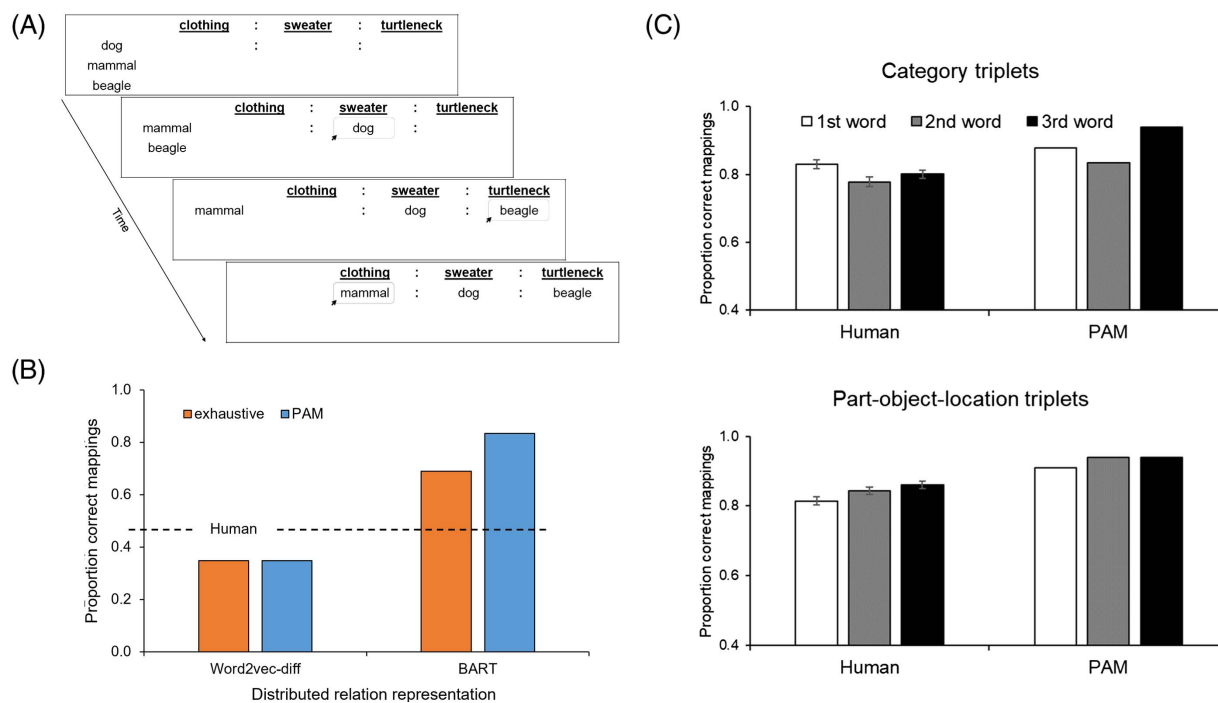 (A)
clothing : sweater : turtleneck
dog : :
mammal
beagle
clothing : sweater : turtleneck
mammal : dog :
beagle
clothing : sweater : turtleneck
mammal : dog : beagle
clothing : sweater : turtleneck
mammal : dog : beagle
Time
(B)
1.0
0.8
0.6
0.4
0.2
0.0
Proportion correct mappings
exhaustive PAM
Human
Word2vec-diff BART
Distributed relation representation
(C)
Category triplets
1.0
0.8
0.6
0.4
Proportion correct mappings
1st word 2nd word 3rd word
Human PAM
Part-object-location triplets
1.0
0.8
0.6
0.4
Proportion correct mappings
Human PAM